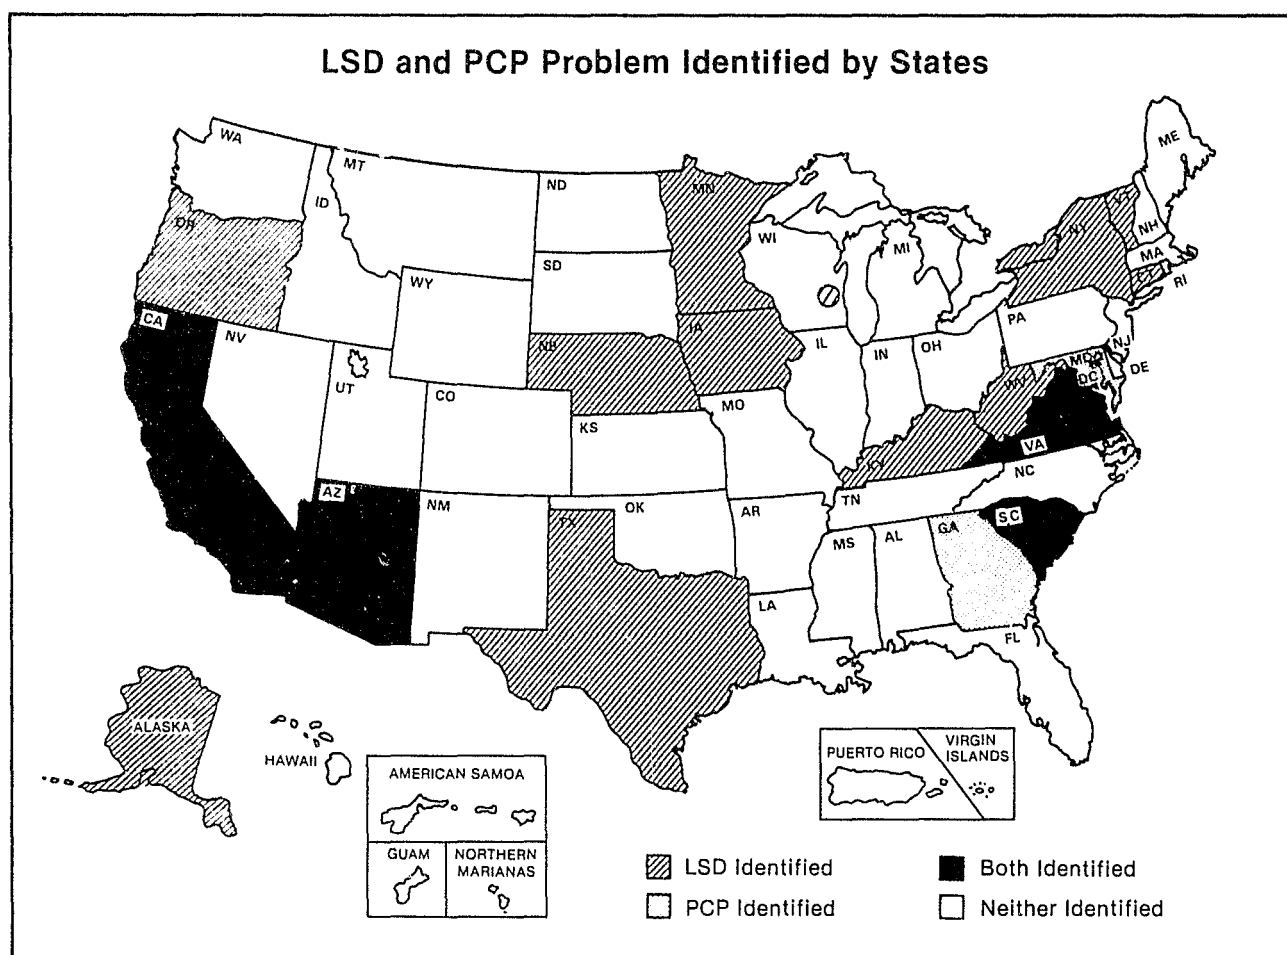 LSD and PCP Problem Identified by States
WA
MT
ND
MN
ME
ID
OR
WI
MI
NY
VT
NH
MA
CT
RI
SD
WY
CA
NV
IA
NB
IL
IN
OH
PA
NJ
DE
MD
DC
WV
VA
UT
CO
KS
MO
KY
AZ
NM
OK
TX
AR
TN
NC
SC
MS
AL
GA
LA
FL
ALASKA
HAWAII
AMERICAN SAMOA
GUAM
NORTHERN
MARIANAS
PUERTO RICO
VIRGIN
ISLANDS
LSD Identified
Both Identified
PCP Identified
Neither Identified